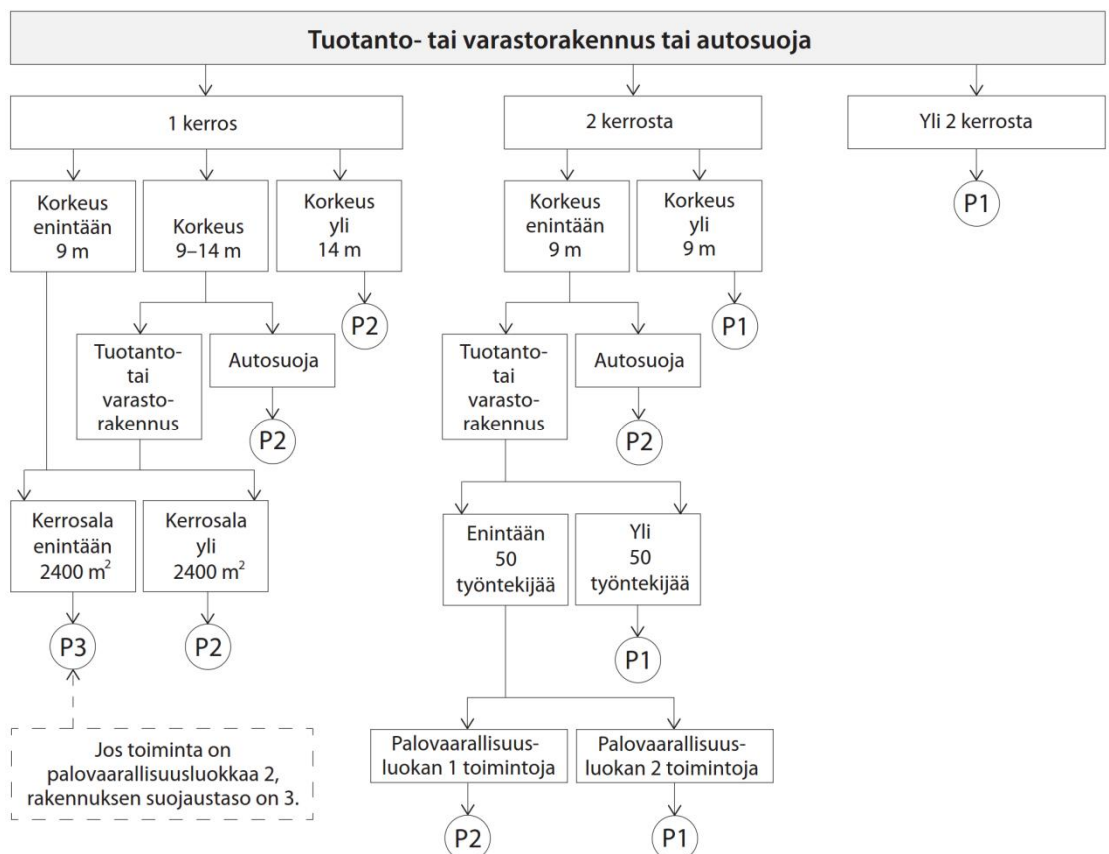 Tuotanto- tai varastorakennus tai autosuoja
1 kerros
2 kerrosta
Yli 2 kerrosta
Korkeus
enintään
9 m
Korkeus
9–14 m
Korkeus
yli
14 m
Korkeus
enintään
9 m
Korkeus
yli
9 m
P1
P2
P1
Tuotanto-
tai
varasto-
rakennus
Autosuoja
Tuotanto-
tai
varasto-
rakennus
Autosuoja
P2
P2
Kerrosala
enintään
2400 m²
Kerrosala
yli
2400 m²
Enintään
50
työntekijää
Yli
50
työntekijää
P3
P2
P1
Jos toiminta on
palovaarallisuusluokkaa 2,
rakennuksen suojaustaso on 3.
Palovaarallisuus-
luokan 1 toimintoja
Palovaarallisuus-
luokan 2 toimintoja
P2
P1